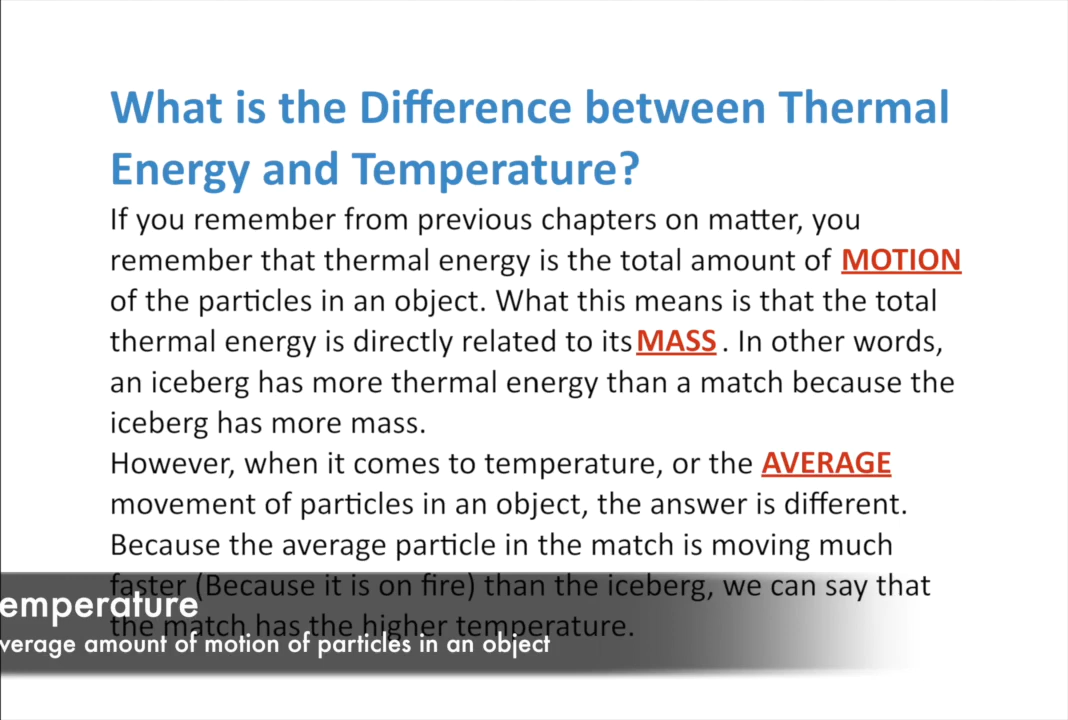 What is the Difference between Thermal
Energy and Temperature?
If you remember from previous chapters on matter, you
remember that thermal energy is the total amount of MOTION
of the particles in an object. What this means is that the total
thermal energy is directly related to its MASS . In other words,
an iceberg has more thermal energy than a match because the
iceberg has more mass.
However, when it comes to temperature, or the AVERAGE
movement of particles in an object, the answer is different.
Because the average particle in the match is moving much
faster (Because it is on fire) than the iceberg, we can say that
emperature
the match has the higher temperature.
verage amount of motion of particles in an object